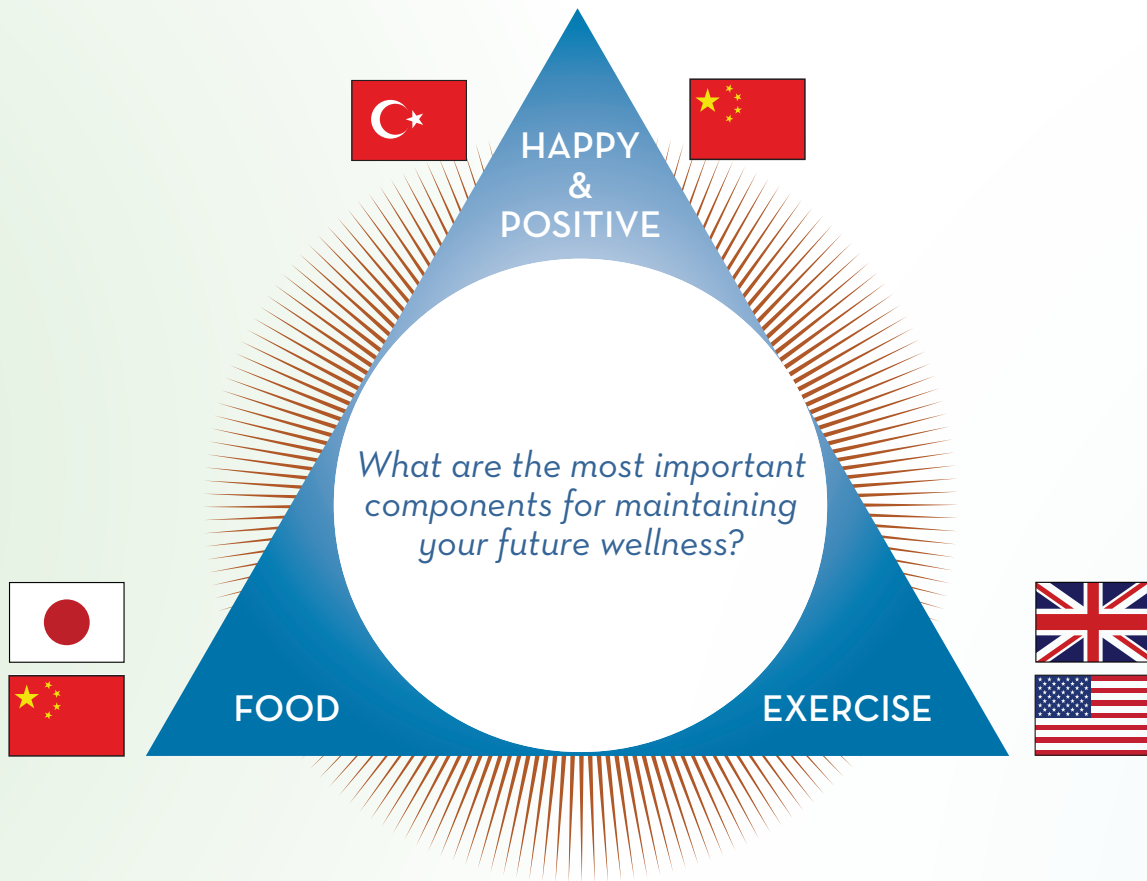 HAPPY
&
POSITIVE
What are the most important
components for maintaining
your future wellness?
FOOD
EXERCISE